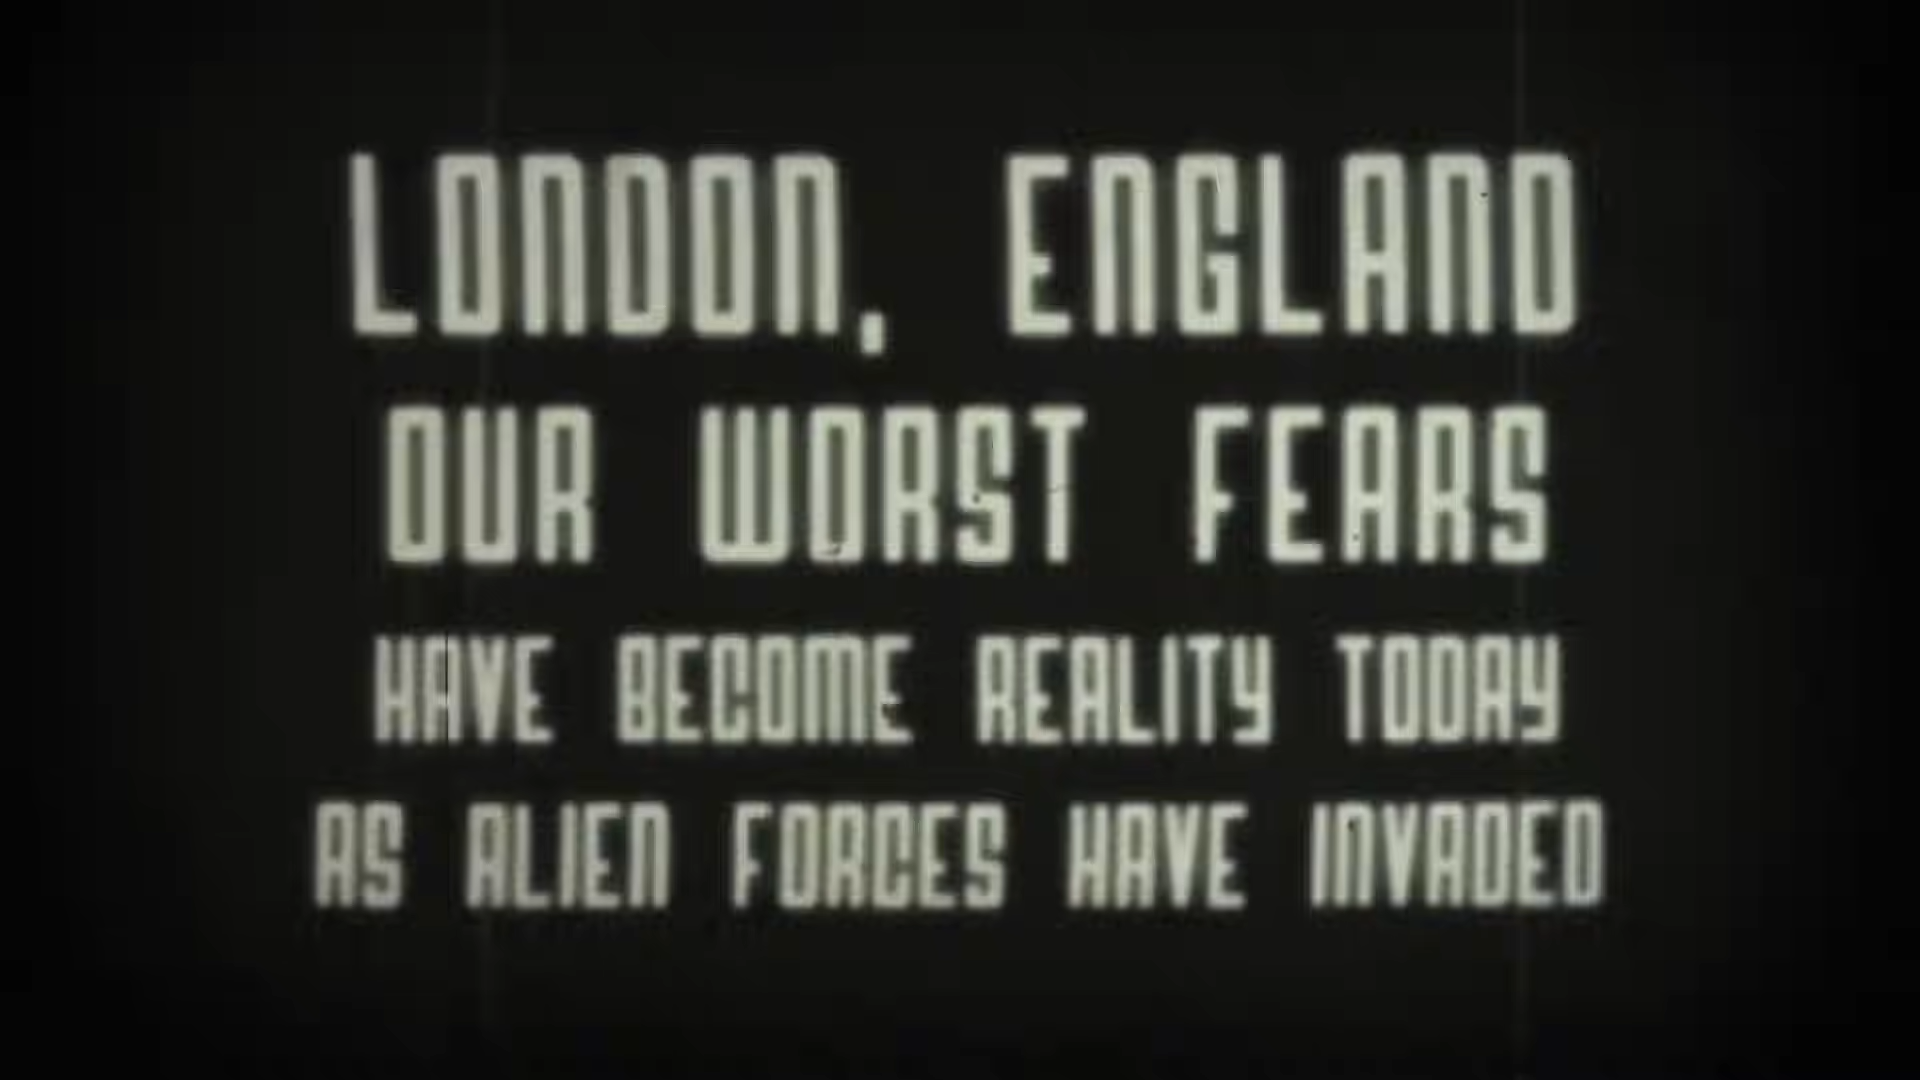 LONDON, ENGLAND
OUR WORST FEARS
HAVE BECOME REALITY TODAY
AS ALIEN FORCES HAVE INVADED